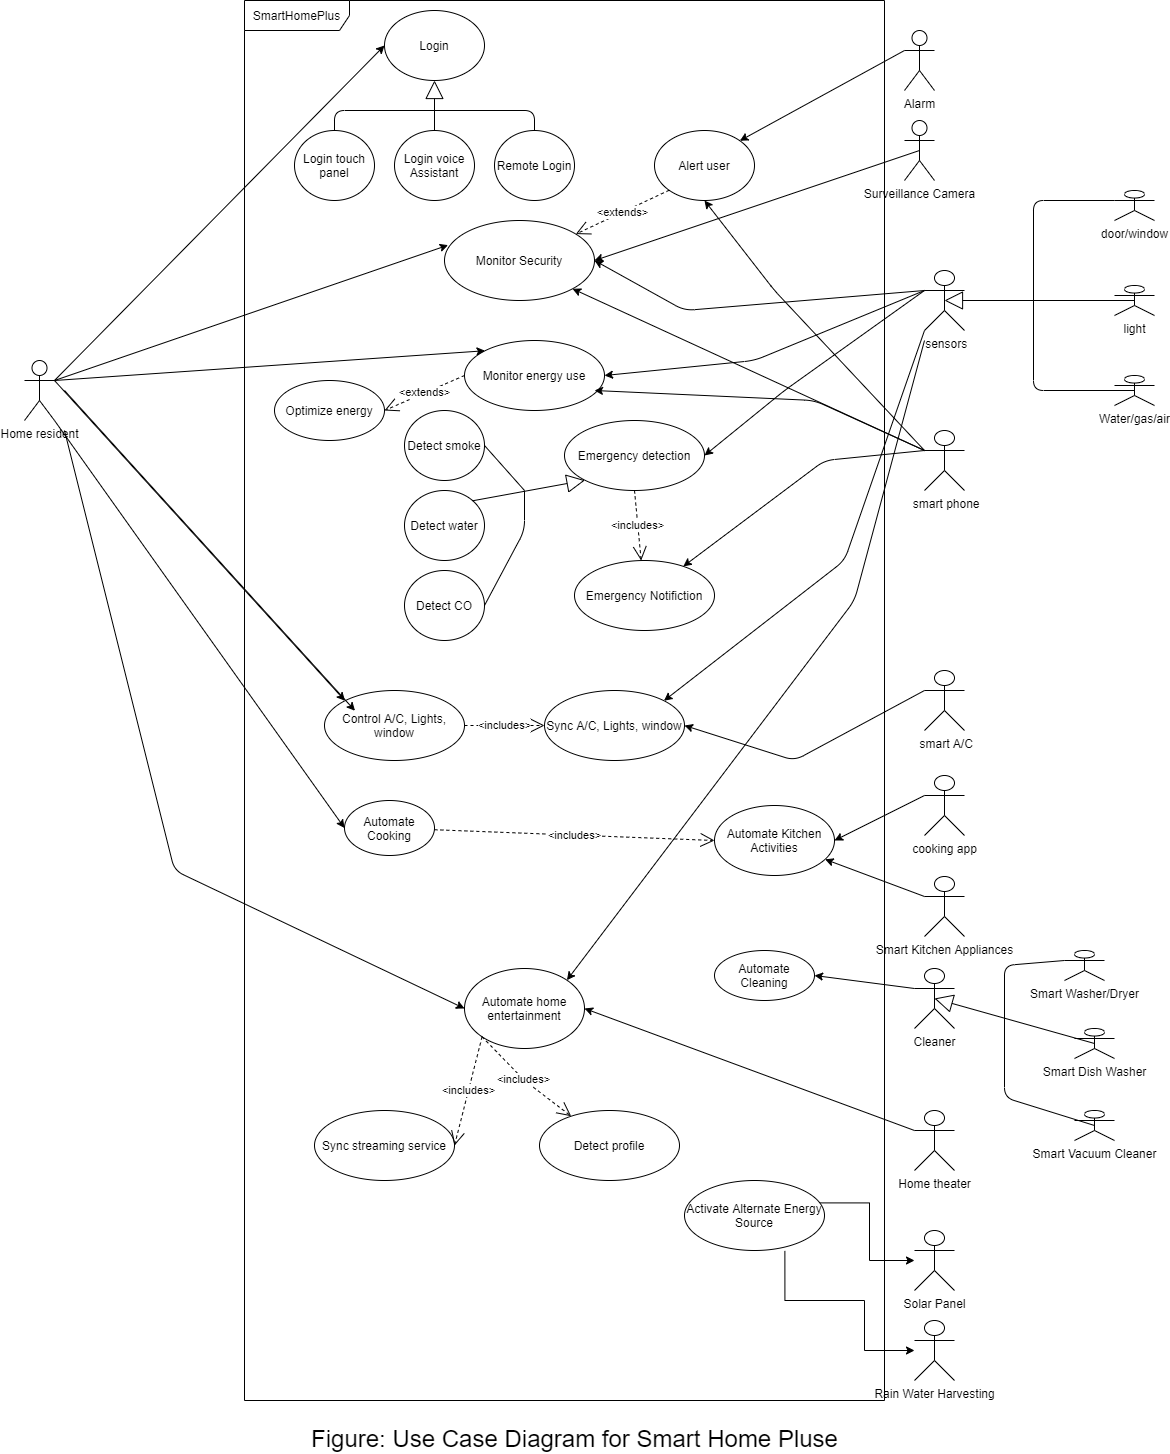 SmartHomePlus
Login
Login touch
panel
Login voice
Assistant
Remote Login
Alert user
Alarm
Surveillance Camera
<extends>
door/window
Monitor Security
sensors
light
Monitor energy use
<extends>
Optimize energy
Home resident
Water/gas/air
Detect smoke
Emergency detection
smart phone
Detect water
<includes>
Detect CO
Emergency Notifiction
Control A/C, Lights,
window
<includes>
Sync A/C, Lights, window
smart A/C
Automate
Cooking
<includes>
Automate Kitchen
Activities
cooking app
Smart Kitchen Appliances
Automate
Cleaning
Smart Washer/Dryer
Automate home
entertainment
Cleaner
Smart Dish Washer
<includes>
<includes>
Sync streaming service
Detect profile
Smart Vacuum Cleaner
Home theater
Activate Alternate Energy
Source
Solar Panel
Rain Water Harvesting
Figure: Use Case Diagram for Smart Home Pluse